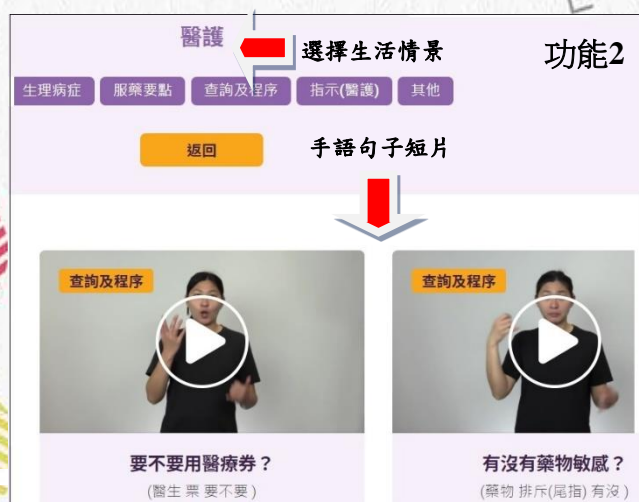 醫護
選擇生活情景
功能2
生理病症 服藥要點 查詢及程序 指示(醫護) 其他
返回
手語句子短片
查詢及程序
查詢及程序
要不要用醫療券？
(醫生 票 要不要)
有沒有藥物敏感？
(藥物 排斥(尾指) 有沒)